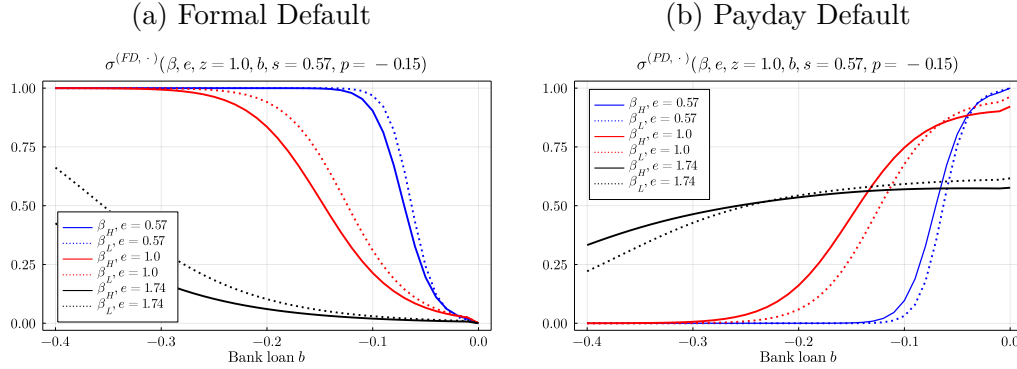 (a) Formal Default
σ^(FD, ·)(β, e, z = 1.0, b, s = 0.57, p = − 0.15)
1.00
0.75
0.50
0.25
0.00
β_H, e = 0.57
β_L, e = 0.57
β_H, e = 1.0
β_L, e = 1.0
β_H, e = 1.74
β_L, e = 1.74
−0.4
−0.3
−0.2
−0.1
0.0
Bank loan b
(b) Payday Default
σ^(PD, ·)(β, e, z = 1.0, b, s = 0.57, p = − 0.15)
1.00
0.75
0.50
0.25
0.00
β_H, e = 0.57
β_L, e = 0.57
β_H, e = 1.0
β_L, e = 1.0
β_H, e = 1.74
β_L, e = 1.74
−0.4
−0.3
−0.2
−0.1
0.0
Bank loan b